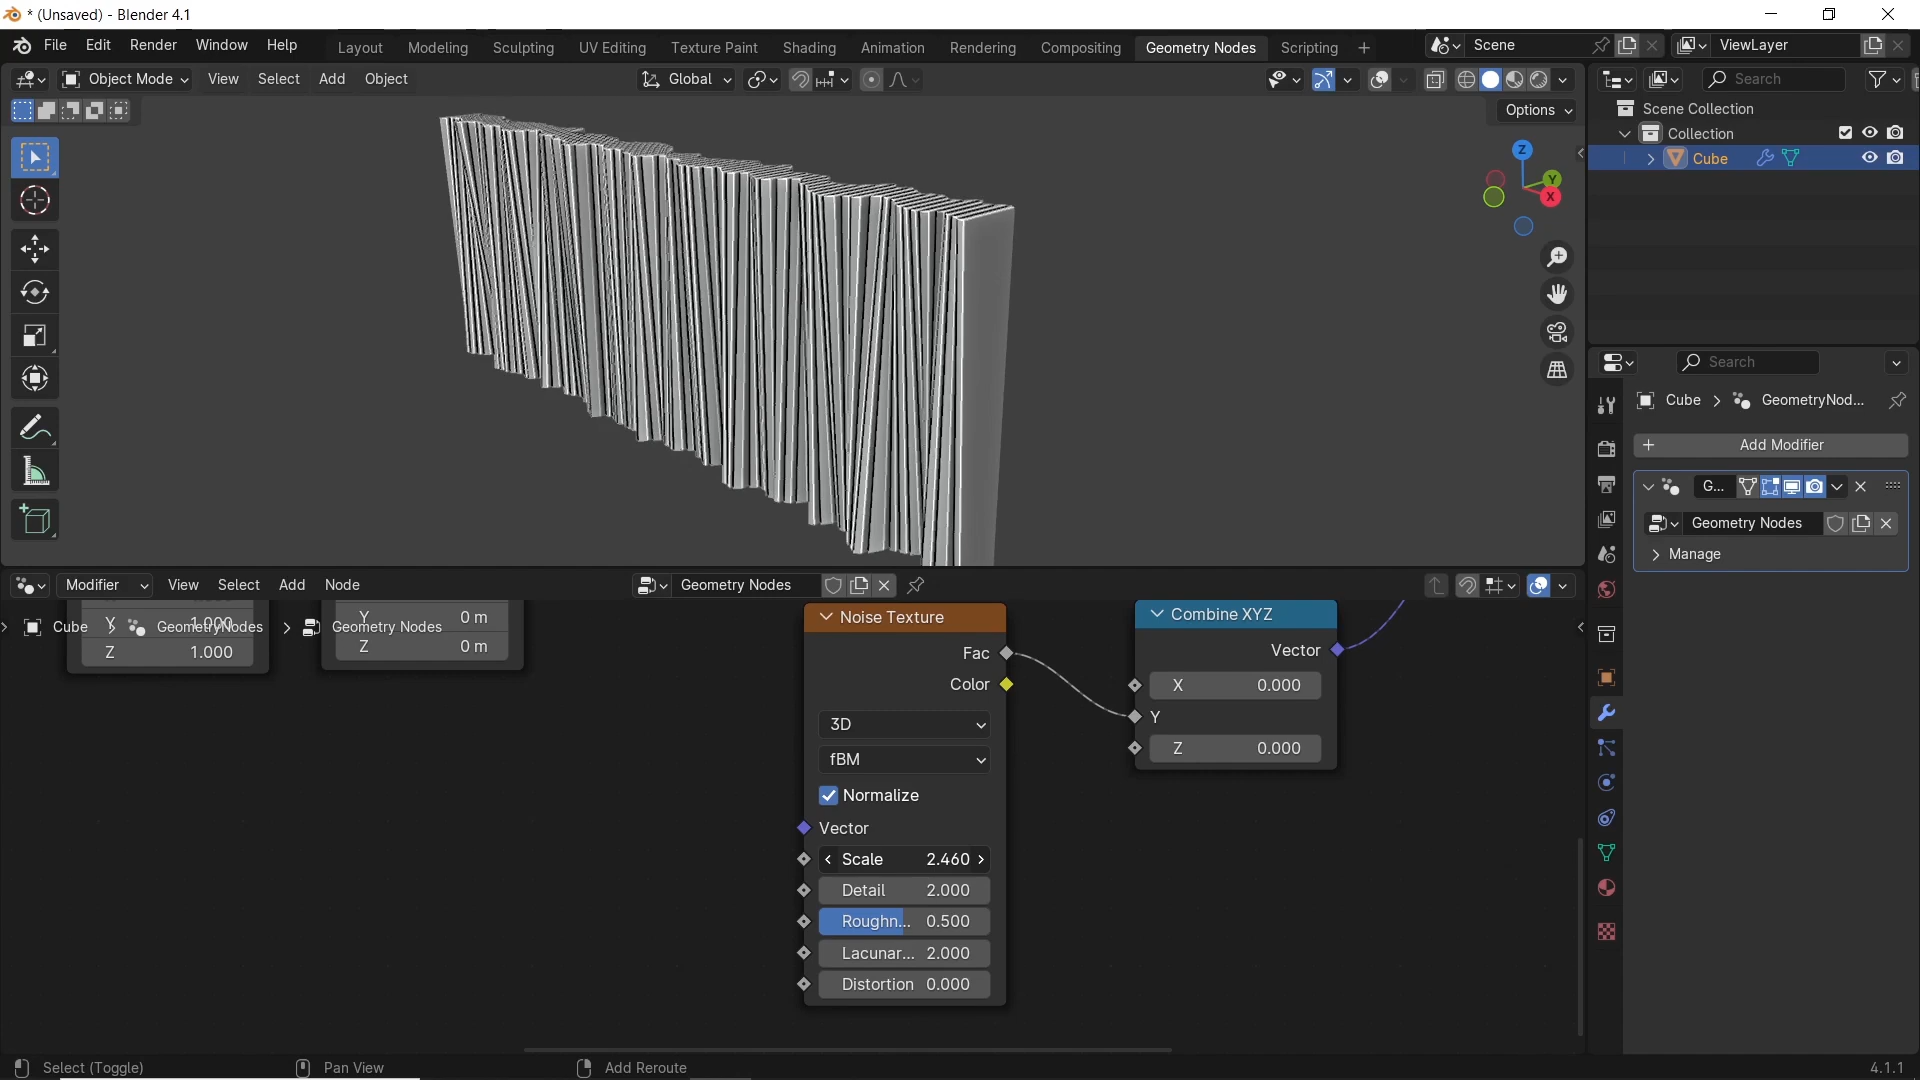 * (Unsaved) - Blender 4.1
File Edit Render Window Help Layout Modeling Sculpting UV Editing Texture Paint Shading Animation Rendering Compositing Geometry Nodes Scripting + Scene ViewLayer
Object Mode View Select Add Object Global Search
Options
Scene Collection
Collection
Cube
Z
Y
X
Search
Cube > GeometryNod...
+ Add Modifier
G...
Geometry Nodes
Manage
Modifier View Select Add Node Geometry Nodes
Cube > GeometryNodes > Geometry Nodes
Y 1.000
Z 1.000
Y 0 m
Z 0 m
Noise Texture
Fac
Color
3D
fBM
Normalize
Vector
Scale 2.460
Detail 2.000
Roughn... 0.500
Lacunar... 2.000
Distortion 0.000
Combine XYZ
Vector
X 0.000
Y
Z 0.000
Select (Toggle) Pan View Add Reroute 4.1.1